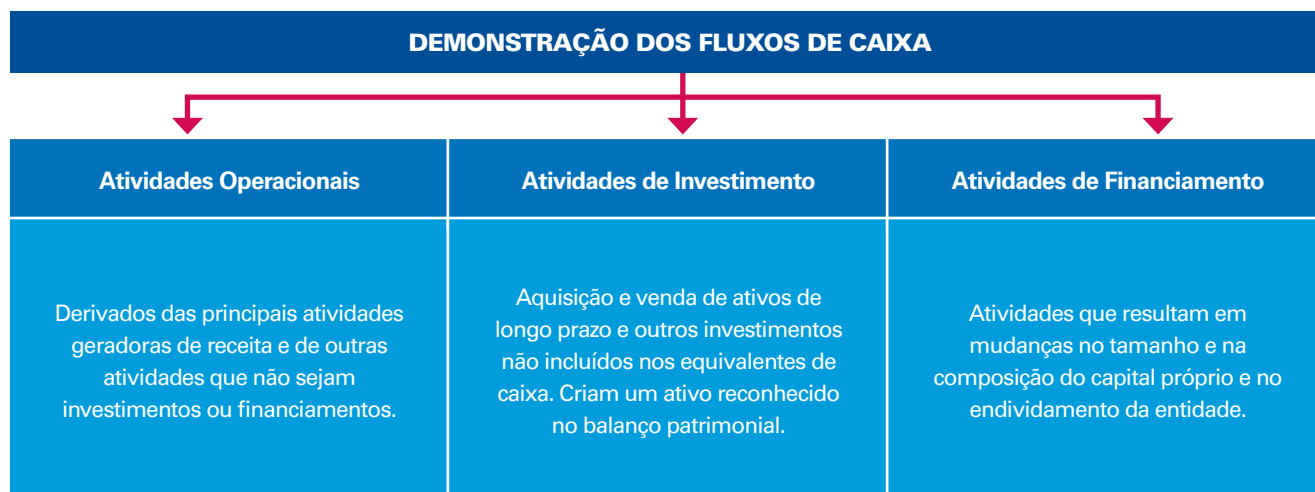 DEMONSTRAÇÃO DOS FLUXOS DE CAIXA
Atividades Operacionais
Derivados das principais atividades
geradoras de receita e de outras
atividades que não sejam
investimentos ou financiamentos.
Atividades de Investimento
Aquisição e venda de ativos de
longo prazo e outros investimentos
não incluídos nos equivalentes de
caixa. Criam um ativo reconhecido
no balanço patrimonial.
Atividades de Financiamento
Atividades que resultam em
mudanças no tamanho e na
composição do capital próprio e no
endividamento da entidade.